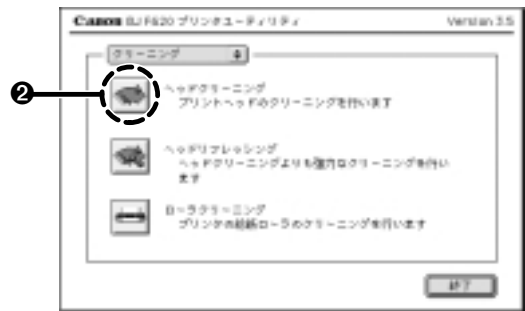 Canon BJ F620 プリンタユーティリティ Version 3.5
クリーニング
❷
ヘッドクリーニング
プリントヘッドのクリーニングを行います
ヘッドリフレッシング
ヘッドクリーニングよりも強力なクリーニングを行い
ます
ローラクリーニング
プリンタの給紙ローラのクリーニングを行います
終了